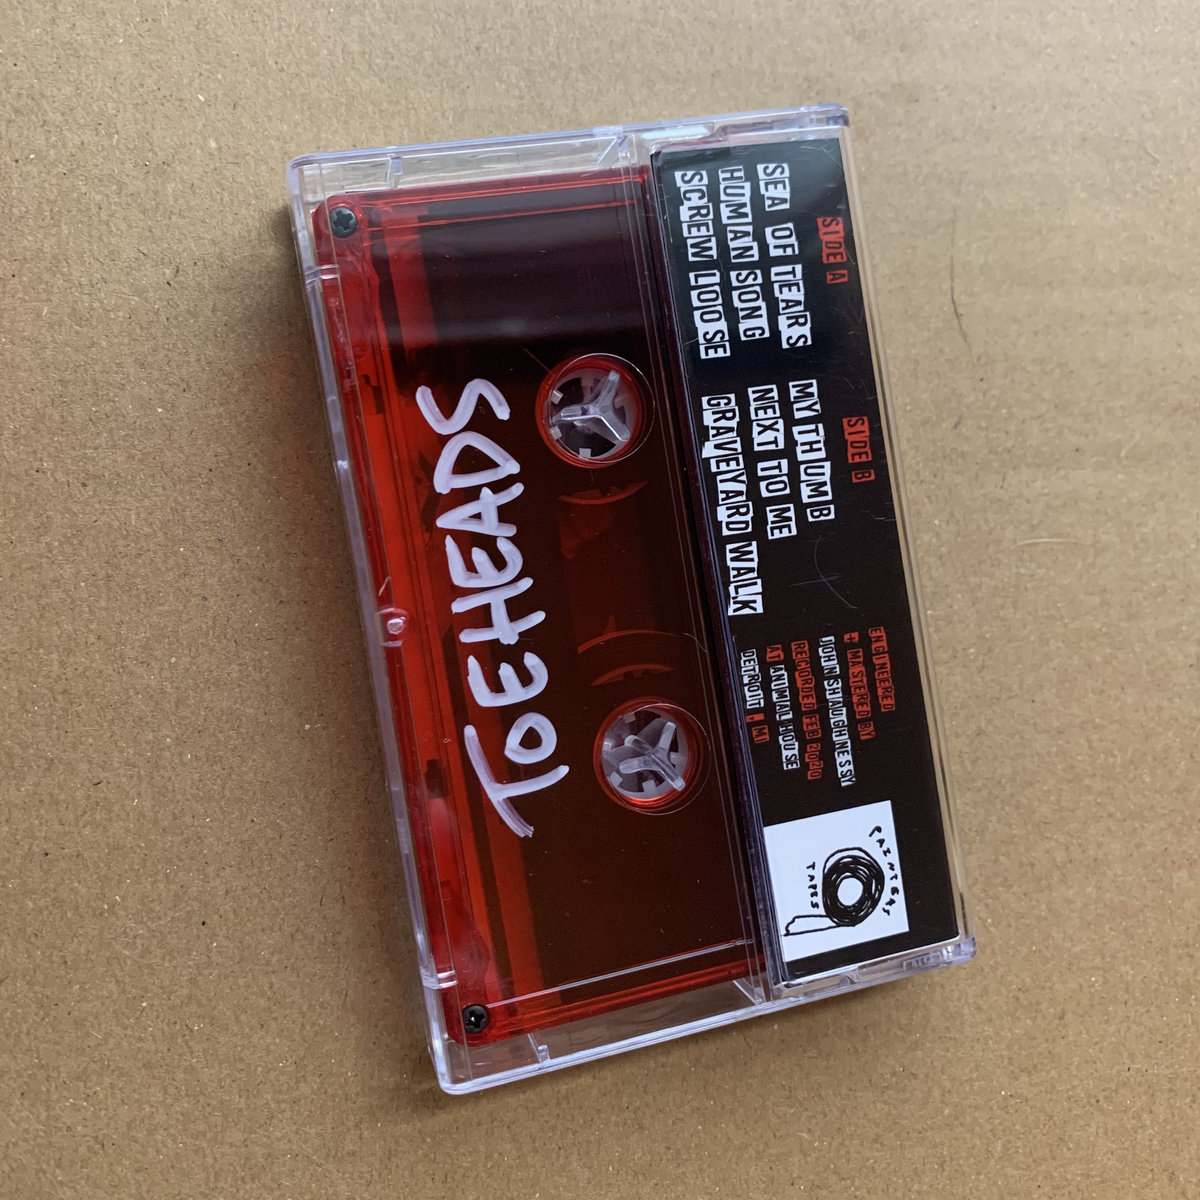 TOEHEADS
SIDE A
SEA OF TEARS
HUMAN SONG
SCREW LOOSE
SIDE B
MY THUMB
NEXT TO ME
GRAVEYARD WALK
ENGINEERED
+ MASTERED BY
JOHN SHAUGHNESSY
RECORDED FEB 2020
AT ANIMAL HOUSE
DETROIT, MI
PAINTERS
TAPES